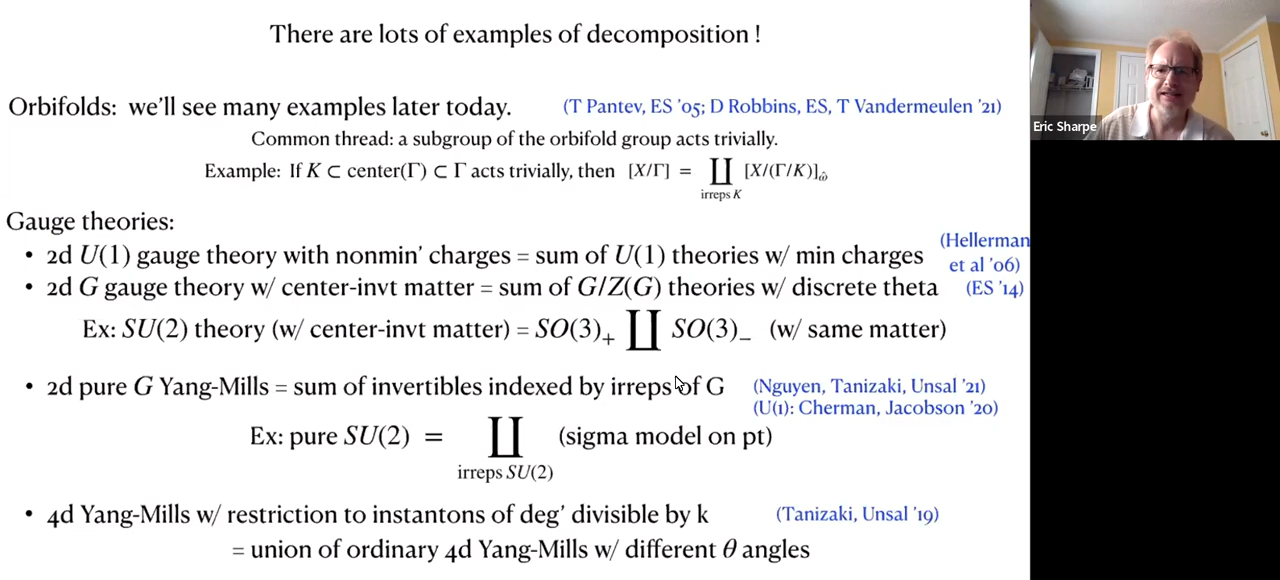 There are lots of examples of decomposition !
Orbifolds: we'll see many examples later today. (T Pantev, ES '05; D Robbins, ES, T Vandermeulen '21)
Common thread: a subgroup of the orbifold group acts trivially.
Example: If K ⊂ center(Γ) ⊂ Γ acts trivially, then [X/Γ] = ∐ [X/(Γ/K)]_ω̂
irreps K
Gauge theories:
• 2d U(1) gauge theory with nonmin' charges = sum of U(1) theories w/ min charges (Hellerman
et al '06)
• 2d G gauge theory w/ center-invt matter = sum of G/Z(G) theories w/ discrete theta (ES '14)
Ex: SU(2) theory (w/ center-invt matter) = SO(3)₊ ∐ SO(3)₋ (w/ same matter)
• 2d pure G Yang-Mills = sum of invertibles indexed by irreps of G (Nguyen, Tanizaki, Unsal '21)
(U(1): Cherman, Jacobson '20)
Ex: pure SU(2) = ∐ (sigma model on pt)
irreps SU(2)
• 4d Yang-Mills w/ restriction to instantons of deg' divisible by k (Tanizaki, Unsal '19)
= union of ordinary 4d Yang-Mills w/ different θ angles
Eric Sharpe